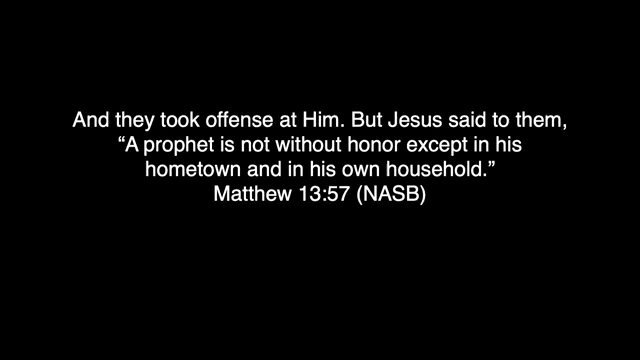 And they took offense at Him. But Jesus said to them,
“A prophet is not without honor except in his
hometown and in his own household.”
Matthew 13:57 (NASB)